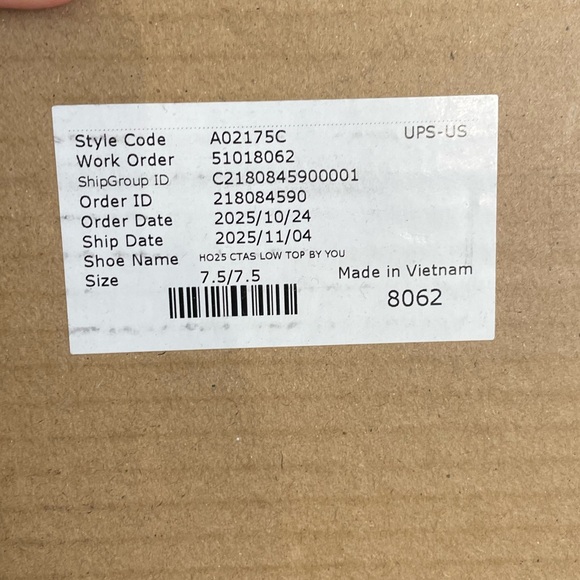 Style Code A02175C UPS-US
Work Order 51018062
ShipGroup ID C2180845900001
Order ID 218084590
Order Date 2025/10/24
Ship Date 2025/11/04
Shoe Name HO25 CTAS LOW TOP BY YOU
Size 7.5/7.5 Made in Vietnam
8062